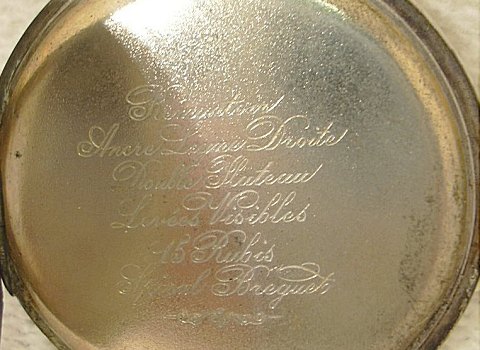 Remontoir
Ancre Ligne Droite
Double Plateau
Levées Visibles
15 Rubis
Spiral Breguet